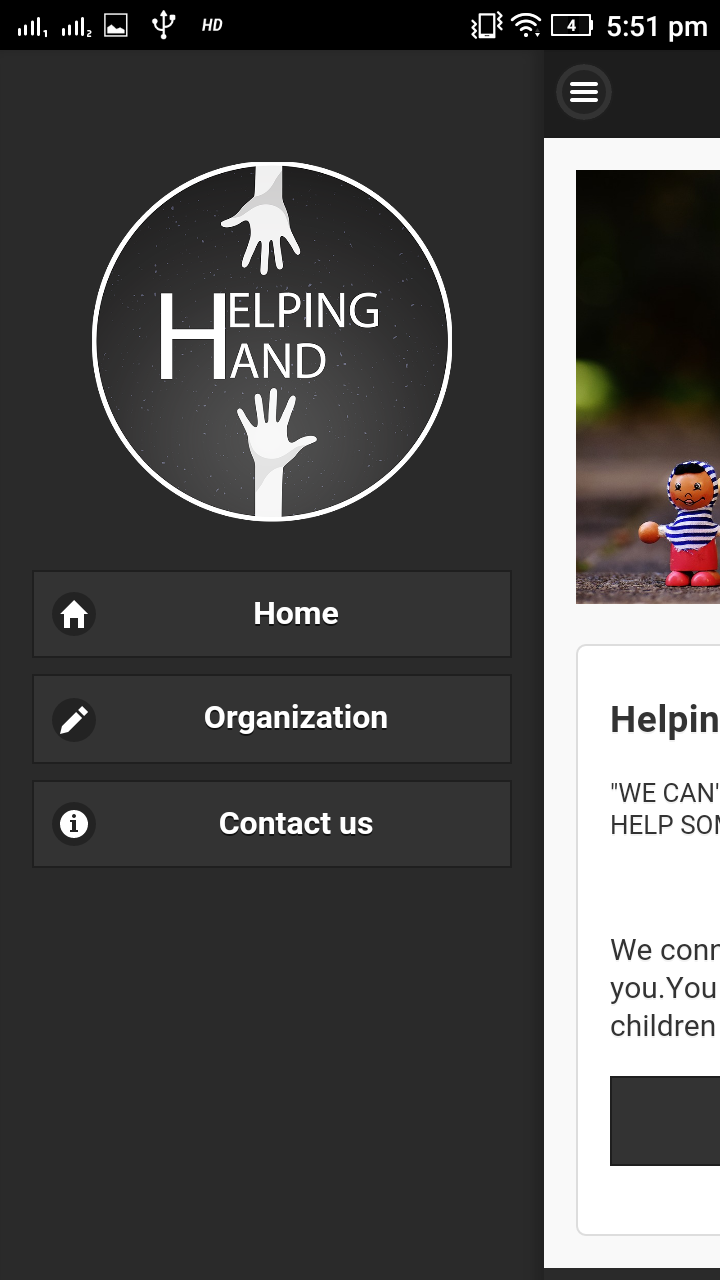 HD
4
5:51 pm
HELPING
HAND
Home
Organization
Contact us
Helpin
"WE CAN'
HELP SOM
We conn
you.You
children